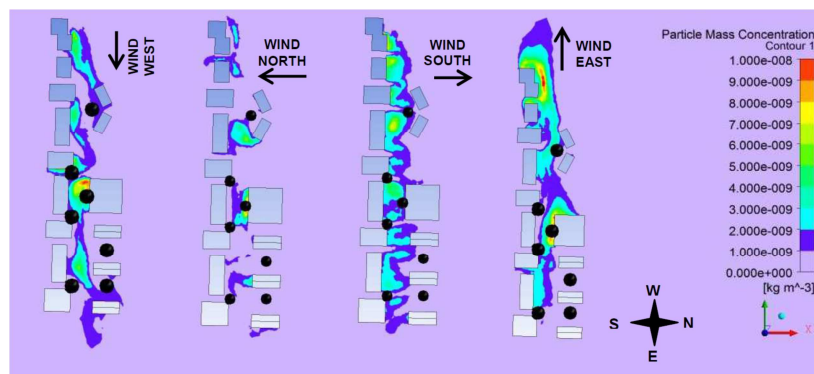 WIND
WEST
WIND
NORTH
WIND
SOUTH
WIND
EAST
Particle Mass Concentration
Contour 1
1.000e-008
9.000e-009
8.000e-009
7.000e-009
6.000e-009
5.000e-009
4.000e-009
3.000e-009
2.000e-009
1.000e-009
0.000e+000
[kg m^-3]
W
S N
E
X